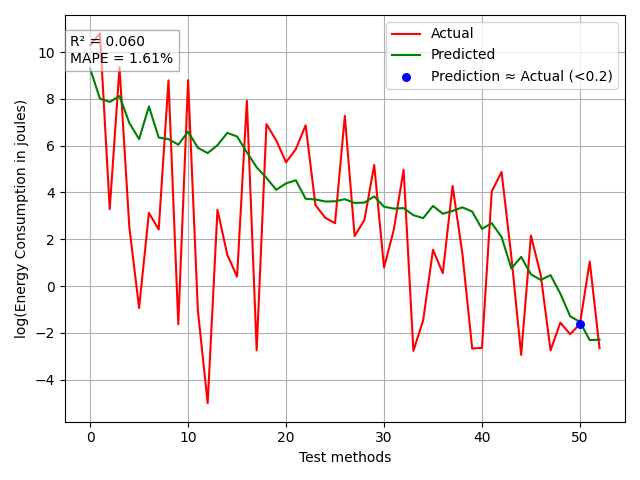 R² = 0.060
MAPE = 1.61%
Actual
Predicted
Prediction ≈ Actual (<0.2)
log(Energy Consumption in joules)
10
8
6
4
2
0
−2
−4
0
10
20
30
40
50
Test methods